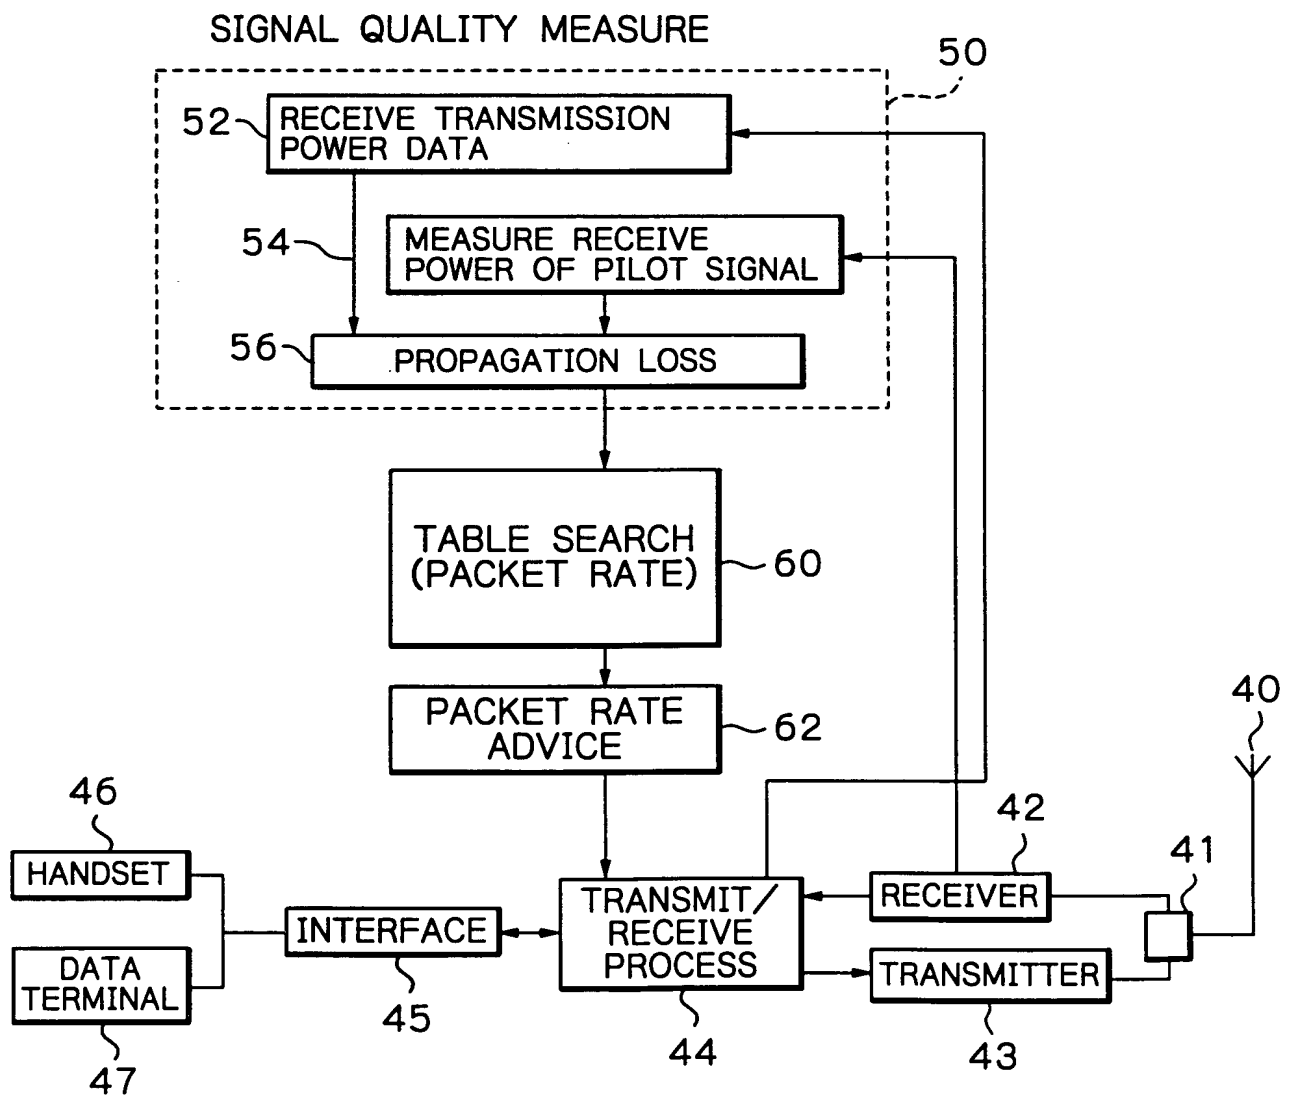 SIGNAL QUALITY MEASURE
50
52
RECEIVE TRANSMISSION
POWER DATA
54
MEASURE RECEIVE
POWER OF PILOT SIGNAL
56
PROPAGATION LOSS
TABLE SEARCH
(PACKET RATE)
60
PACKET RATE
ADVICE
62
40
46
42
41
HANDSET
RECEIVER
TRANSMIT/
RECEIVE
PROCESS
INTERFACE
DATA
TERMINAL
TRANSMITTER
45
44
43
47